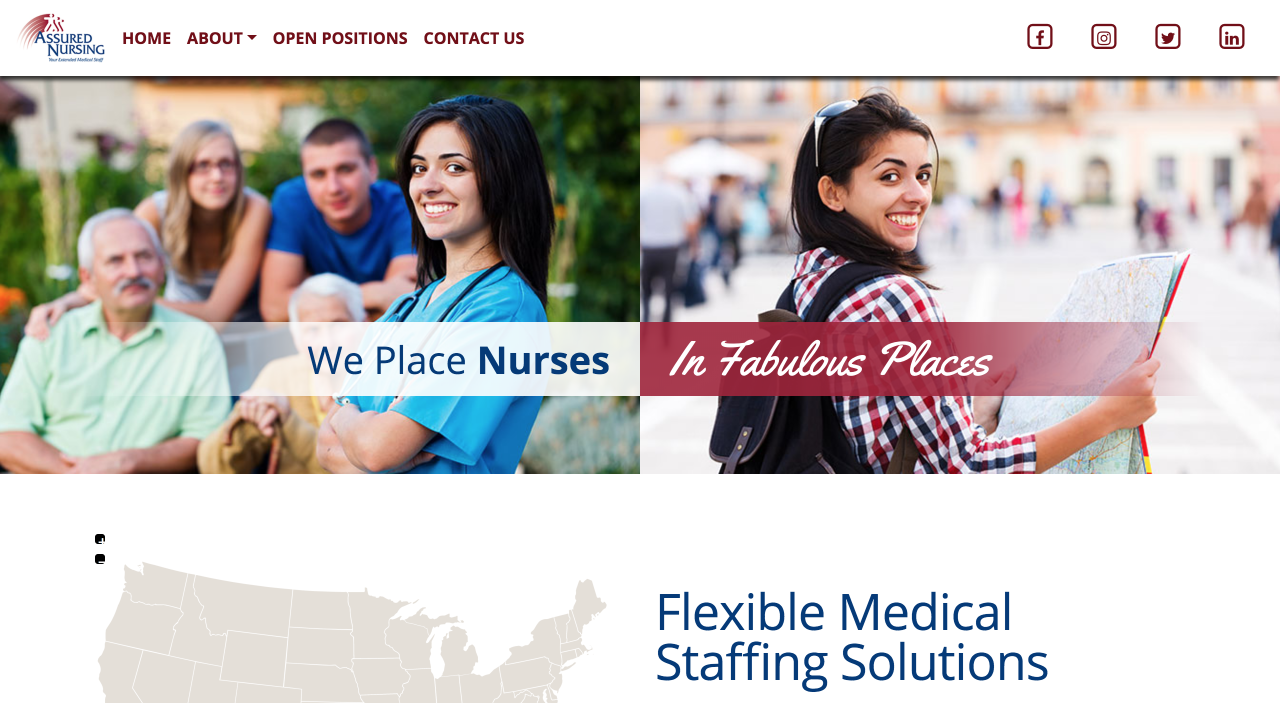 ASSURED
NURSING
Your Extended Medical Staff
HOME ABOUT OPEN POSITIONS CONTACT US
We Place Nurses
In Fabulous Places
Flexible Medical
Staffing Solutions